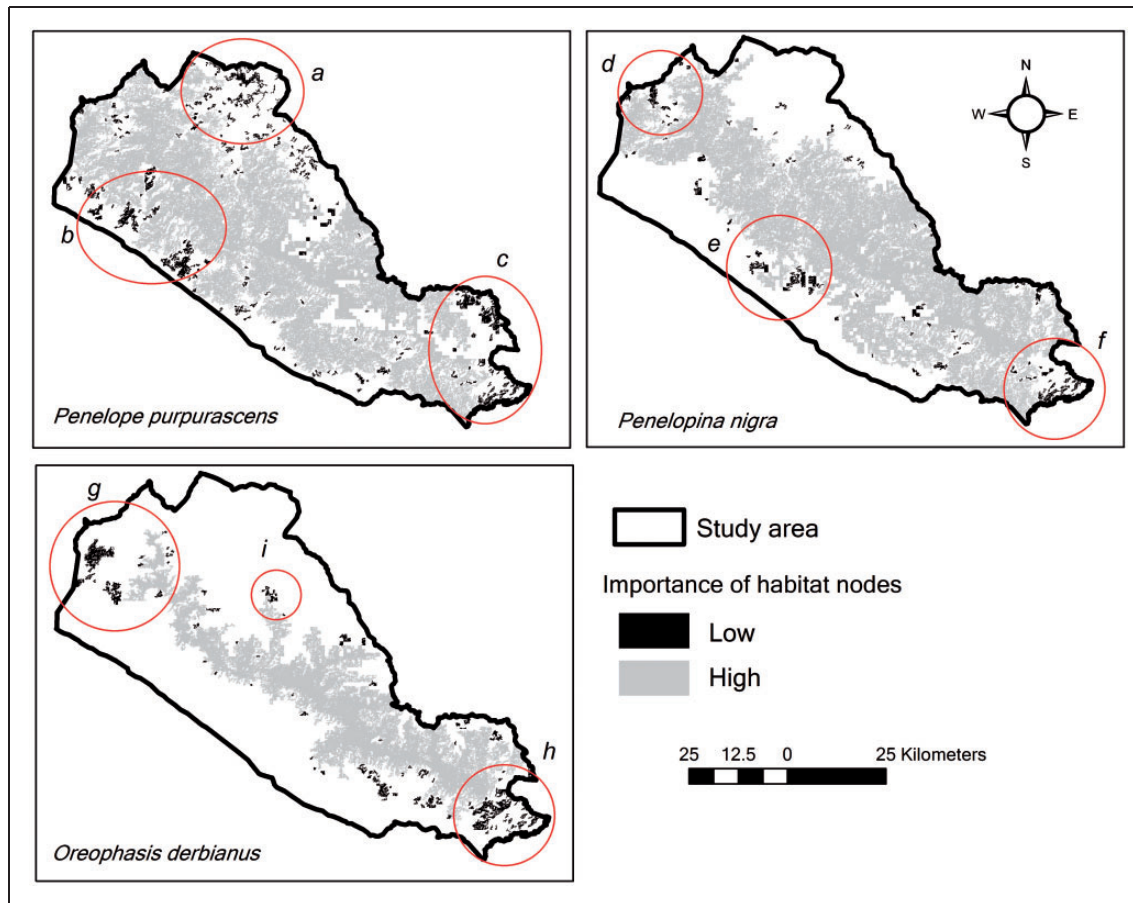 a
b
c
Penelope purpurascens
d
e
f
N
W E
S
Penelopina nigra
g
i
h
Oreophasis derbianus
Study area
Importance of habitat nodes
Low
High
25 12.5 0 25 Kilometers